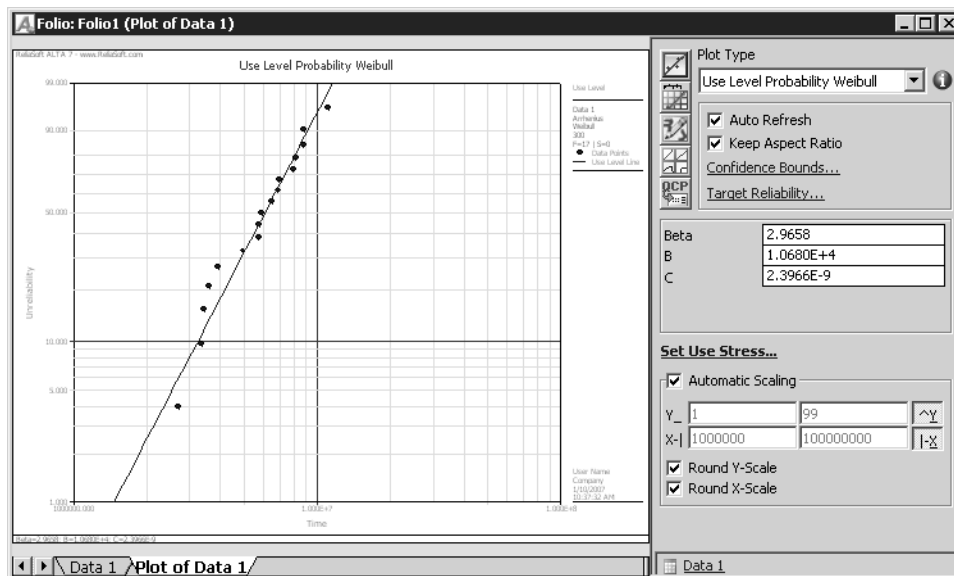 Folio: Folio1 (Plot of Data 1)
ReliaSoft ALTA 7 - www.ReliaSoft.com
Use Level Probability Weibull
99.000
90.000
50.000
10.000
5.000
1.000
Unreliability
1000000.000
1.000E+7
1.000E+8
Time
Use Level
Data 1
Arrhenius
Weibull
300
F=17 | S=0
Data Points
Use Level Line
User Name
Company
1/10/2007
10:37:32 AM
Beta=2.9658; B=1.0680E+4; C=2.3966E-9
Data 1
Plot of Data 1
Plot Type
Use Level Probability Weibull
Auto Refresh
Keep Aspect Ratio
Confidence Bounds...
Target Reliability...
QCP
Beta 2.9658
B 1.0680E+4
C 2.3966E-9
Set Use Stress...
Automatic Scaling
Y_ 1 99 ^Y
X-| 1000000 100000000 |-X
Round Y-Scale
Round X-Scale
Data 1